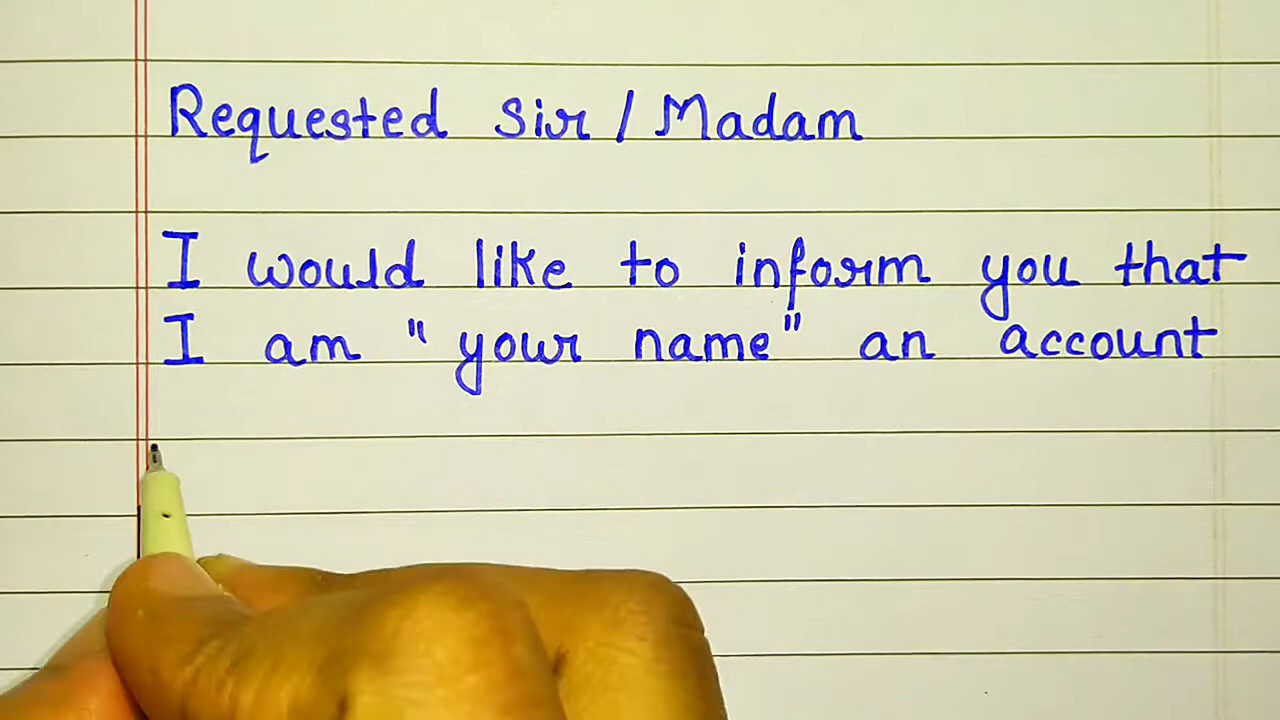 Requested Sir / Madam
I would like to inform you that
I am "your name" an account